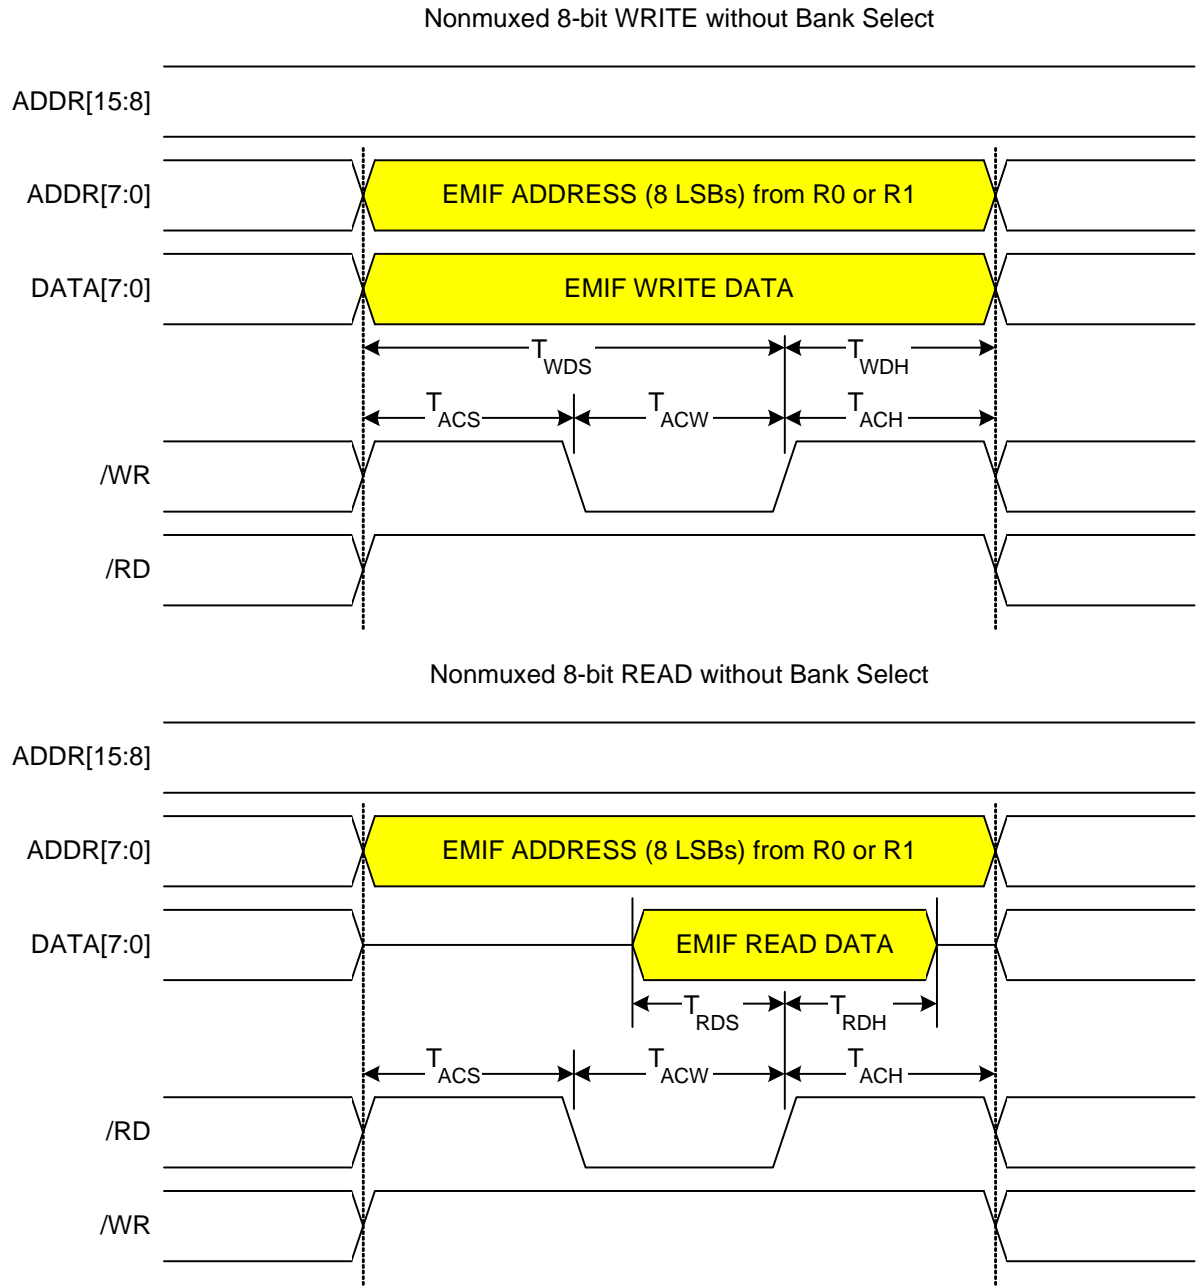 Nonmuxed 8-bit WRITE without Bank Select
ADDR[15:8]
ADDR[7:0]
EMIF ADDRESS (8 LSBs) from R0 or R1
DATA[7:0]
EMIF WRITE DATA
TWDS
TWDH
TACS
TACW
TACH
/WR
/RD
Nonmuxed 8-bit READ without Bank Select
ADDR[15:8]
ADDR[7:0]
EMIF ADDRESS (8 LSBs) from R0 or R1
DATA[7:0]
EMIF READ DATA
TRDS
TRDH
TACS
TACW
TACH
/RD
/WR